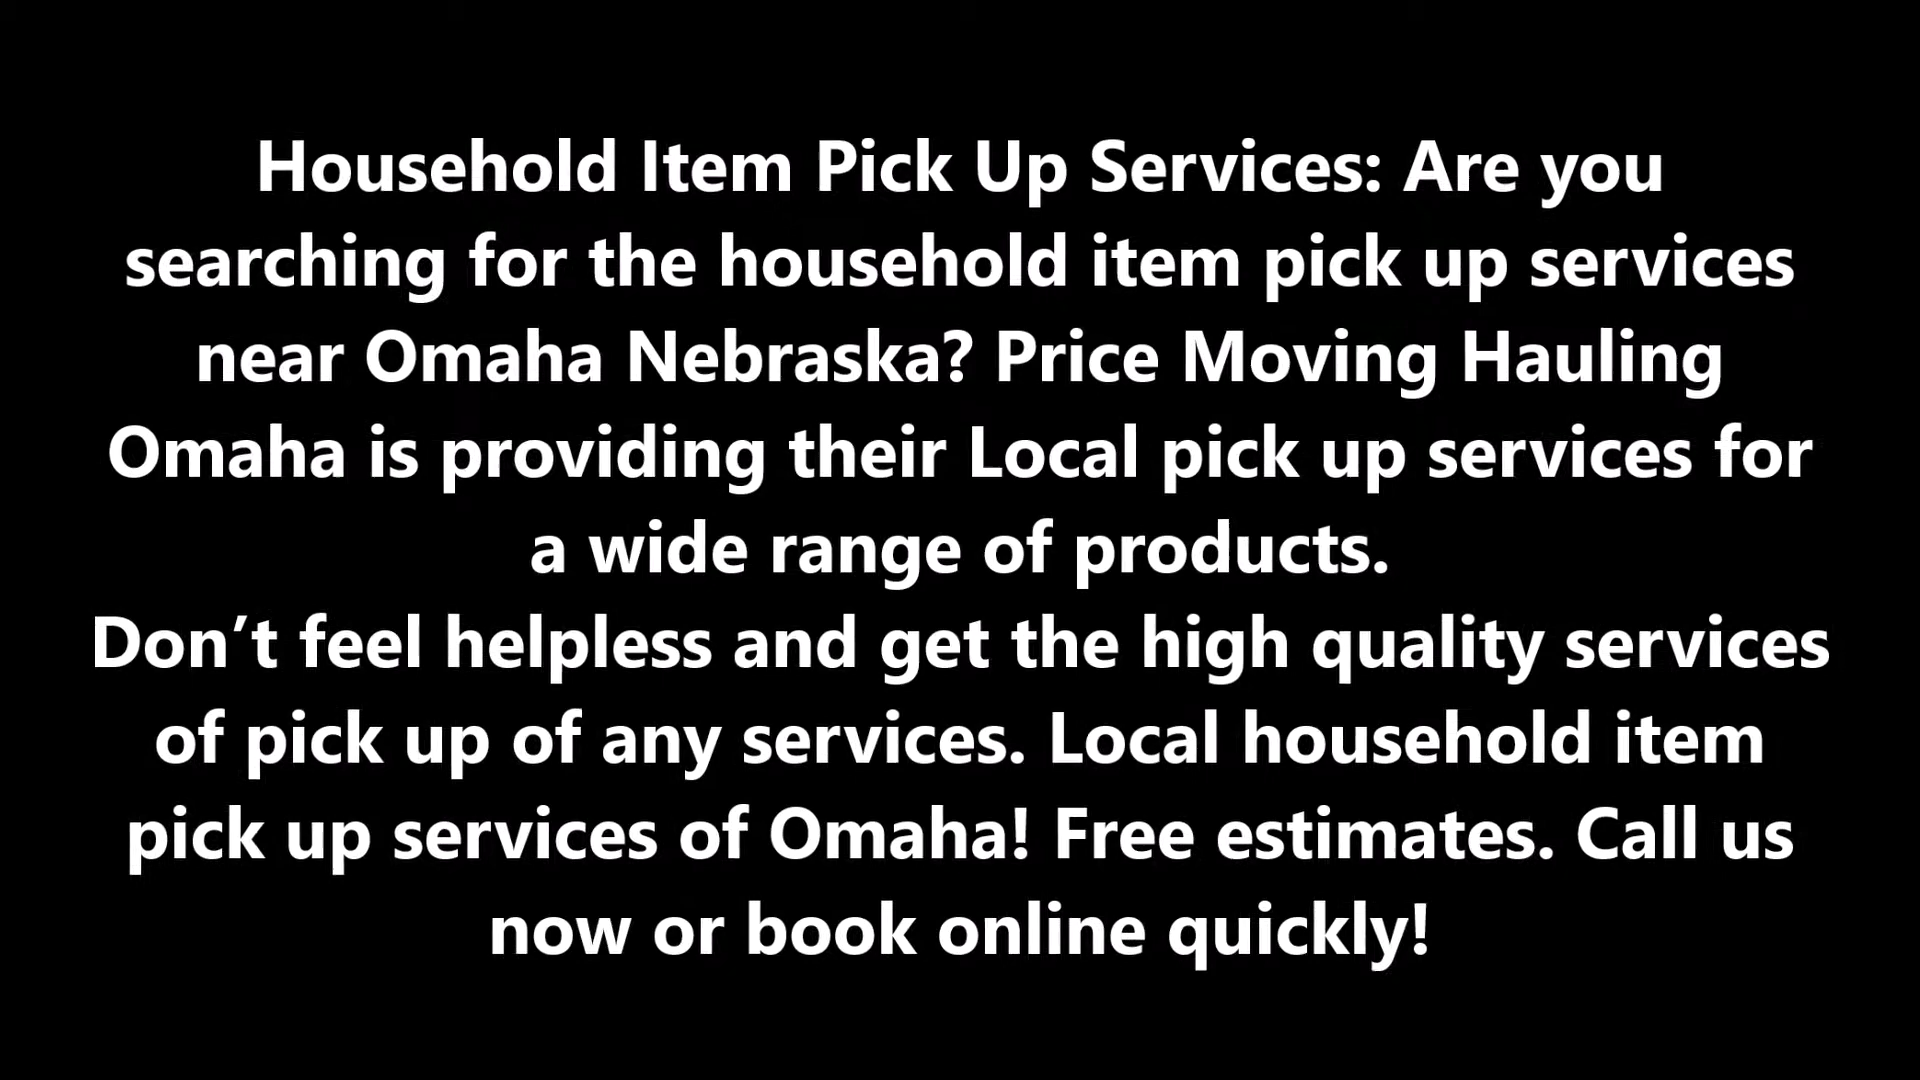 Household Item Pick Up Services: Are you
searching for the household item pick up services
near Omaha Nebraska? Price Moving Hauling
Omaha is providing their Local pick up services for
a wide range of products.
Don’t feel helpless and get the high quality services
of pick up of any services. Local household item
pick up services of Omaha! Free estimates. Call us
now or book online quickly!